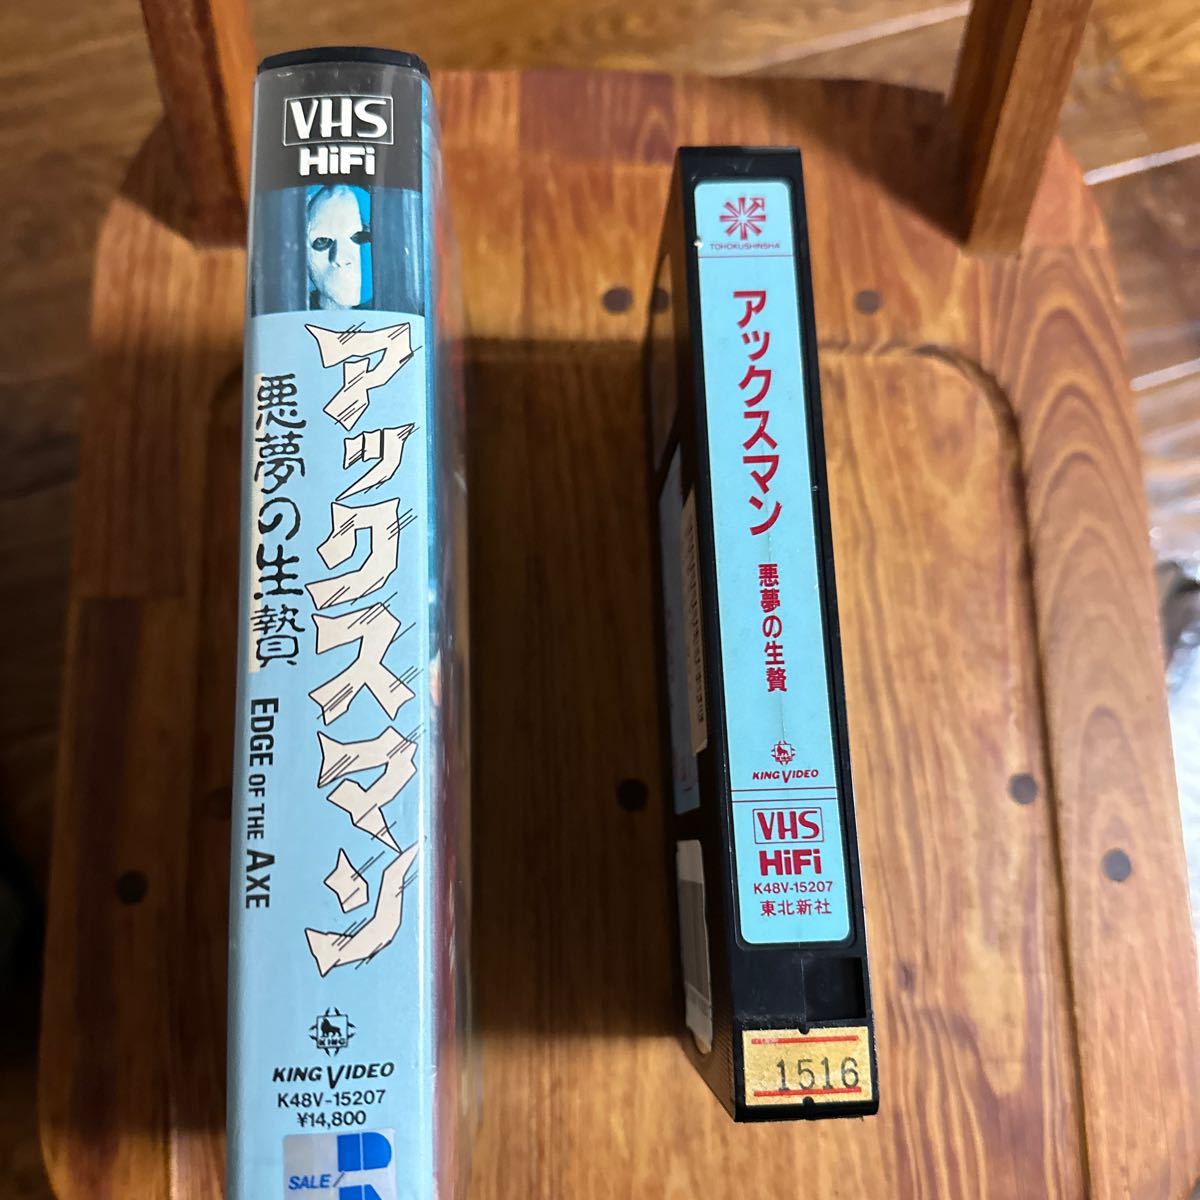 VHS
HiFi
アックスマン
悪夢の生贄
EDGE OF THE AXE
KING
KING VIDEO
K48V-15207
¥14,800
SALE/
TOHOKUSHINSHA
アックスマン
悪夢の生贄
KING
KING VIDEO
VHS
HiFi
K48V-15207
東北新社
1516